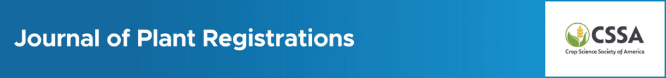 Journal of Plant Registrations
CSSA
Crop Science Society of America